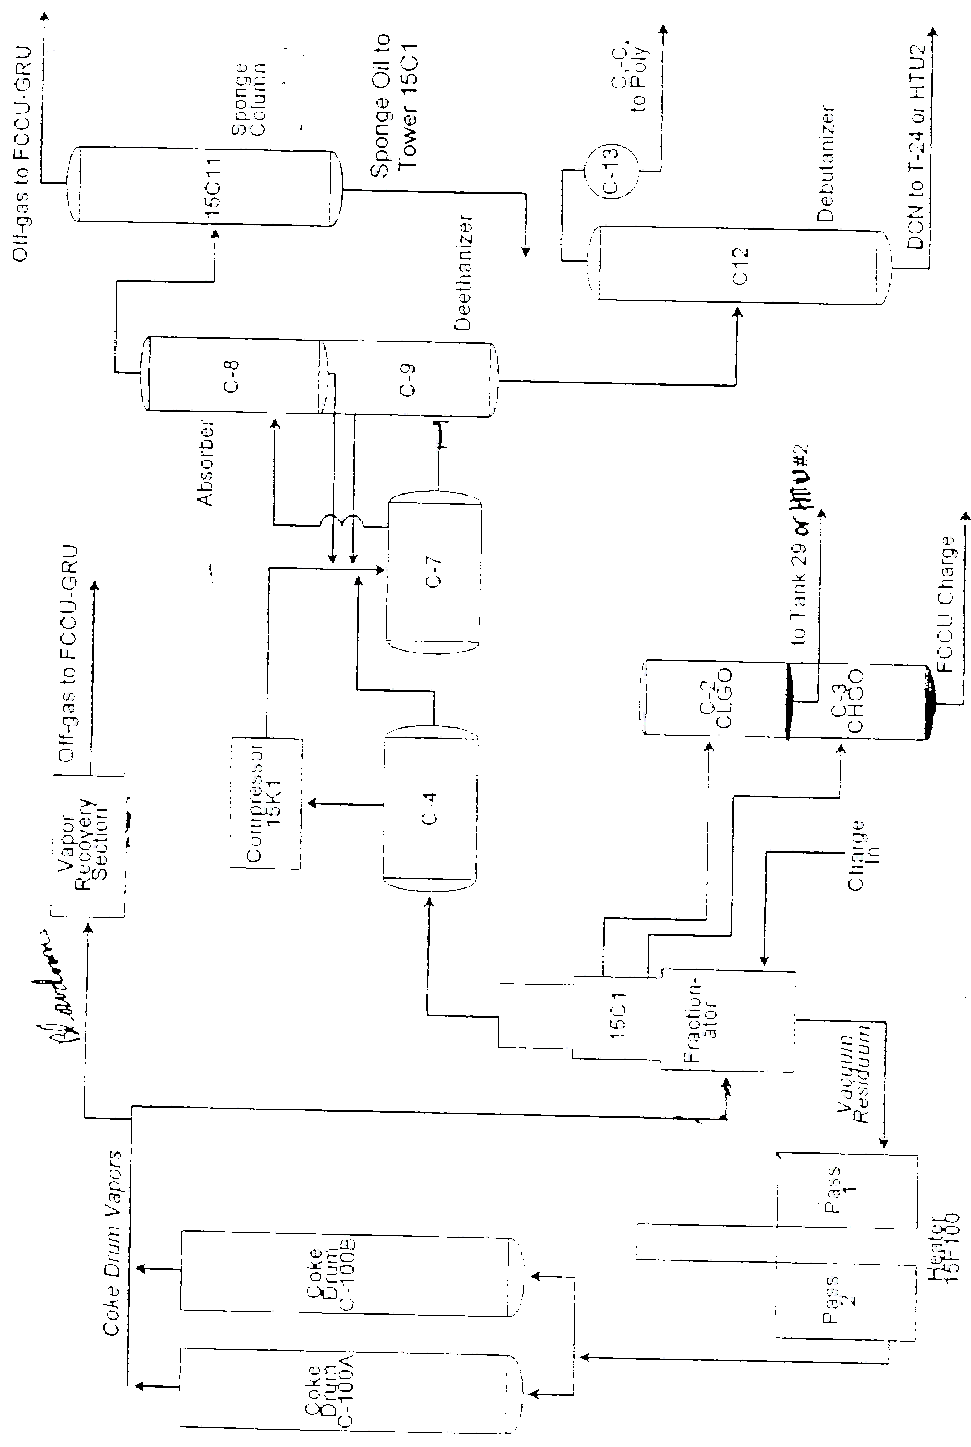 Coke Drum Vapors
Coke
Drum
C-100A
Coke
Drum
C-100B
Pass
2
Pass
1
Heater
15F100
Vacuum
Residuum
15C1
Fraction-
ator
Charge
In
Vapor
Recovery
Section
Off-gas to FCCU-GRU
Compressor
15K1
C-4
C-7
C-2
CLGO
C-3
CHGO
to Tank 29 or HTU#2
FCCU Charge
Absorber
C-8
C-9
Deethanizer
Off-gas to FCCU-GRU
15C11
Sponge
Column
Sponge Oil to
Tower 15C1
C12
Debutanizer
C-13
to Poly
DCN to T-24 or HTU2